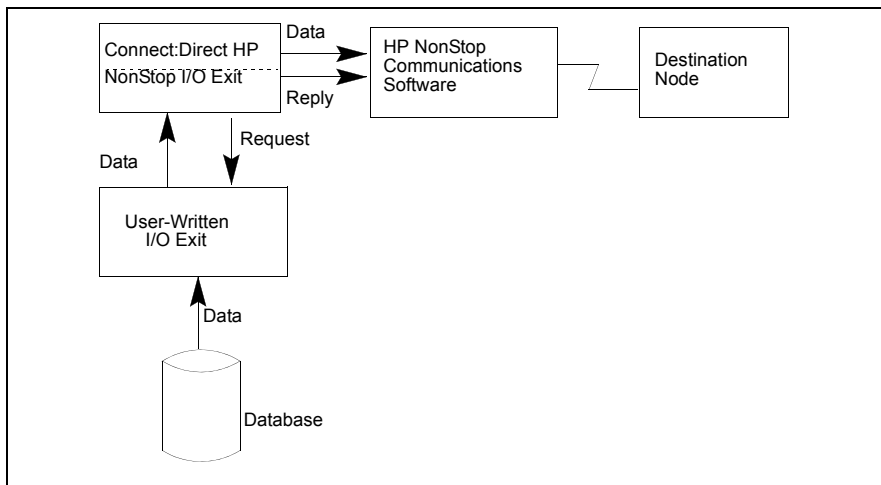 Connect:Direct HP
NonStop I/O Exit
Data
Reply
HP NonStop
Communications
Software
Destination
Node
Data
Request
User-Written
I/O Exit
Data
Database